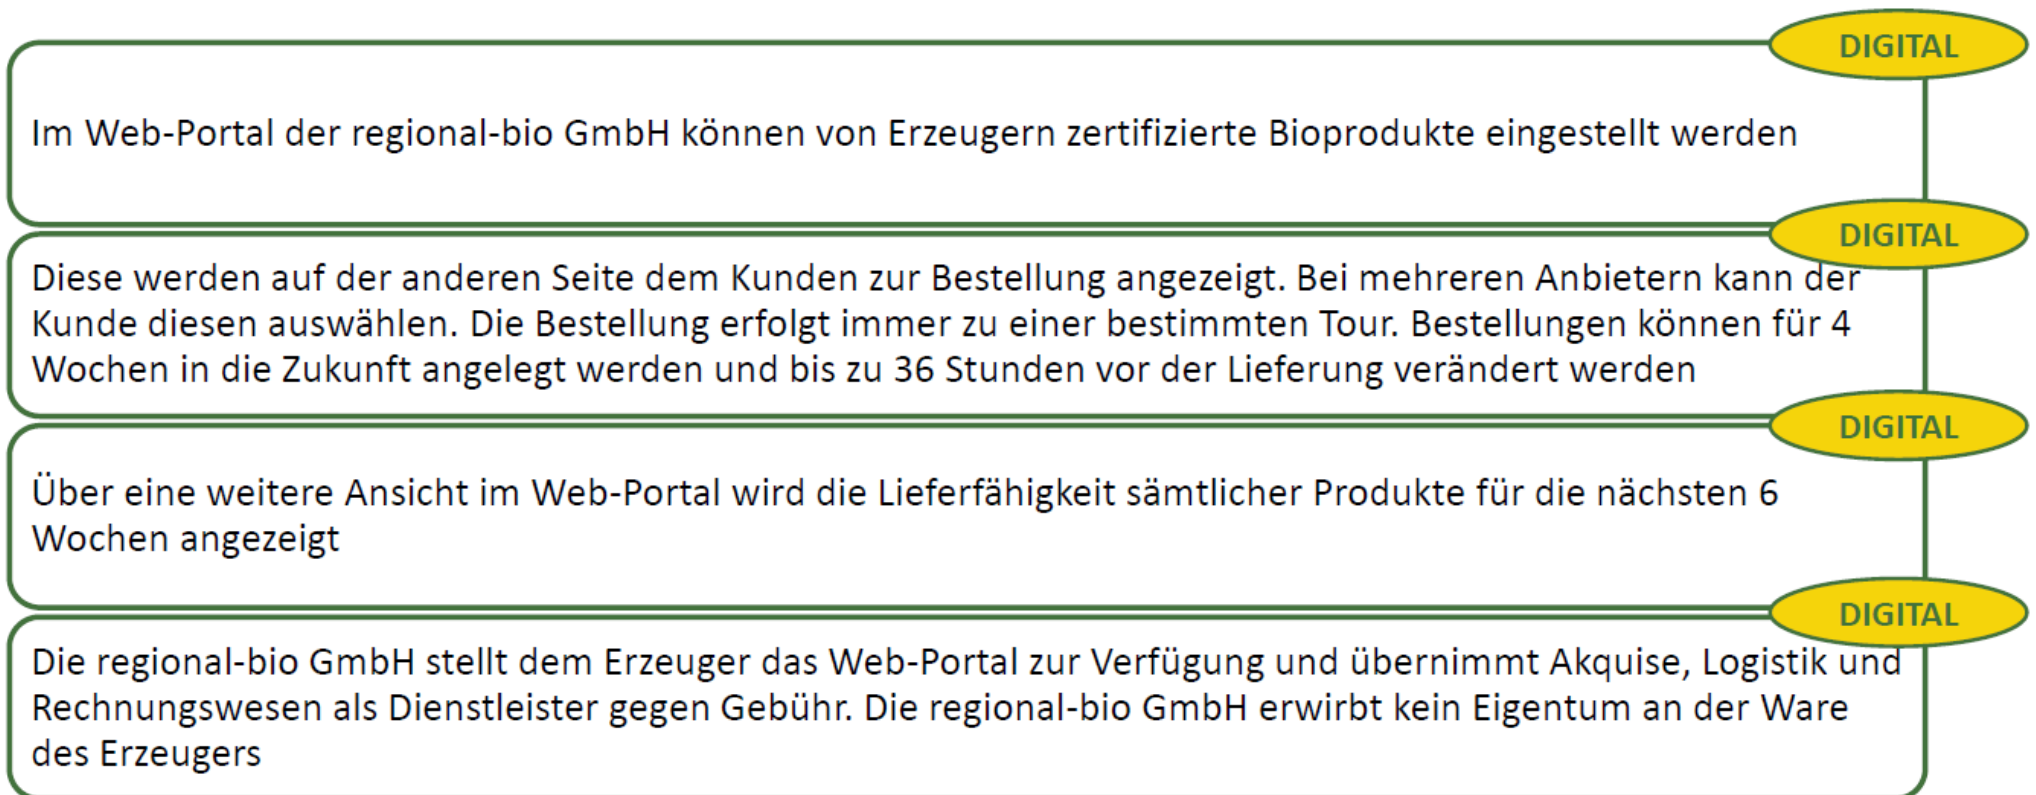 DIGITAL
Im Web-Portal der regional-bio GmbH können von Erzeugern zertifizierte Bioprodukte eingestellt werden
DIGITAL
Diese werden auf der anderen Seite dem Kunden zur Bestellung angezeigt. Bei mehreren Anbietern kann der
Kunde diesen auswählen. Die Bestellung erfolgt immer zu einer bestimmten Tour. Bestellungen können für 4
Wochen in die Zukunft angelegt werden und bis zu 36 Stunden vor der Lieferung verändert werden
DIGITAL
Über eine weitere Ansicht im Web-Portal wird die Lieferfähigkeit sämtlicher Produkte für die nächsten 6
Wochen angezeigt
DIGITAL
Die regional-bio GmbH stellt dem Erzeuger das Web-Portal zur Verfügung und übernimmt Akquise, Logistik und
Rechnungswesen als Dienstleister gegen Gebühr. Die regional-bio GmbH erwirbt kein Eigentum an der Ware
des Erzeugers